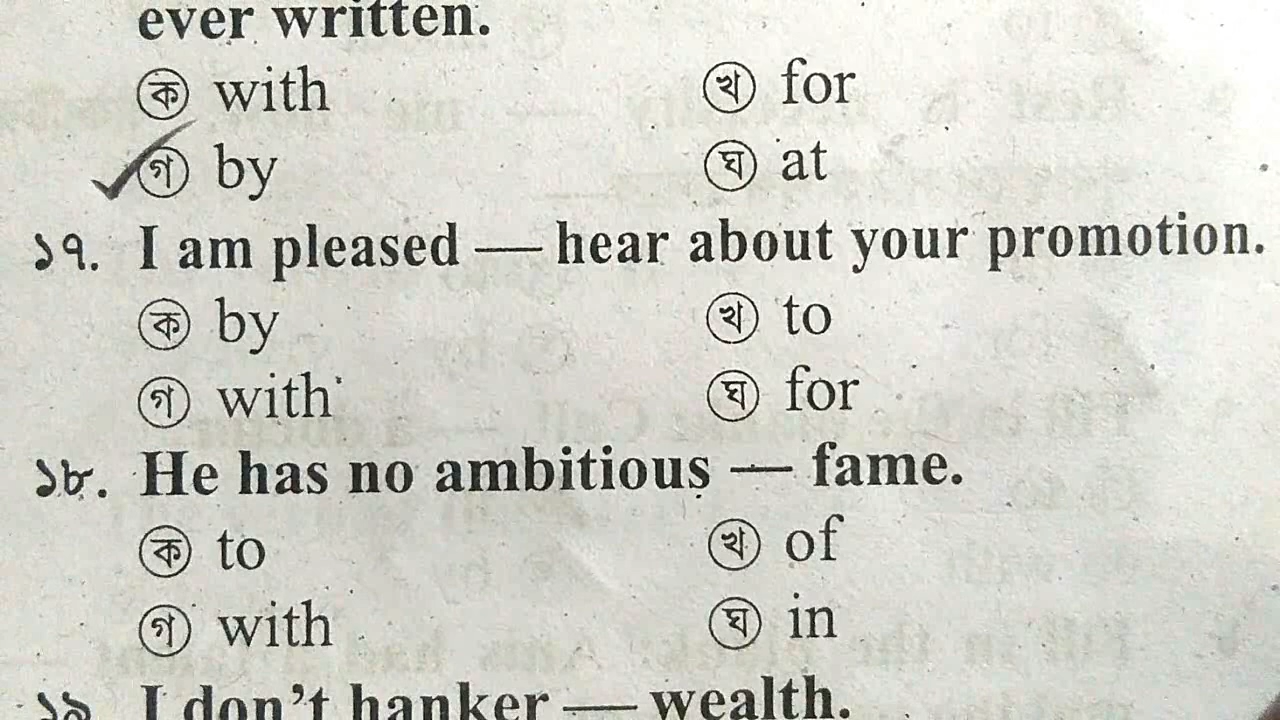 ever written.
ক with খ for
গ by ঘ at
১৭. I am pleased — hear about your promotion.
ক by খ to
গ with ঘ for
১৮. He has no ambitious — fame.
ক to খ of
গ with ঘ in
১৯. I don't hanker — wealth.